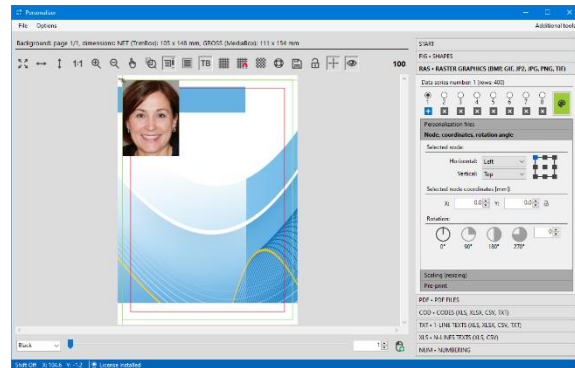 Personaliser
File Options Additional tools
Background: page 1/1, dimensions: NET (TrimBox): 105 x 148 mm, GROSS (MediaBox): 111 x 154 mm
1:1 TB 100
START
FIG - SHAPES
RAS - RASTER GRAPHICS (BMP, GIF, JP2, JPG, PNG, TIF)
Data series number 1 (rows: 400)
1 2 3 4 5 6 7 8
Personalization files
Node, coordinates, rotation angle
Selected node:
Horizontal: Left
Vertical: Top
Selected node coordinates [mm]:
X: 0.0 Y: 0.0
Rotation:
0° 90° 180° 270° 0
Scaling (resizing)
Pre-print
PDF - PDF FILES
COD - CODES (XLS, XLSX, CSV, TXT)
TXT - 1-LINE TEXTS (XLS, XLSX, CSV, TXT)
XLS - N-LINES TEXTS (XLS, CSV)
NUM - NUMBERING
Black 1
Shift Off X: 104.6 Y: -1.2 License installed